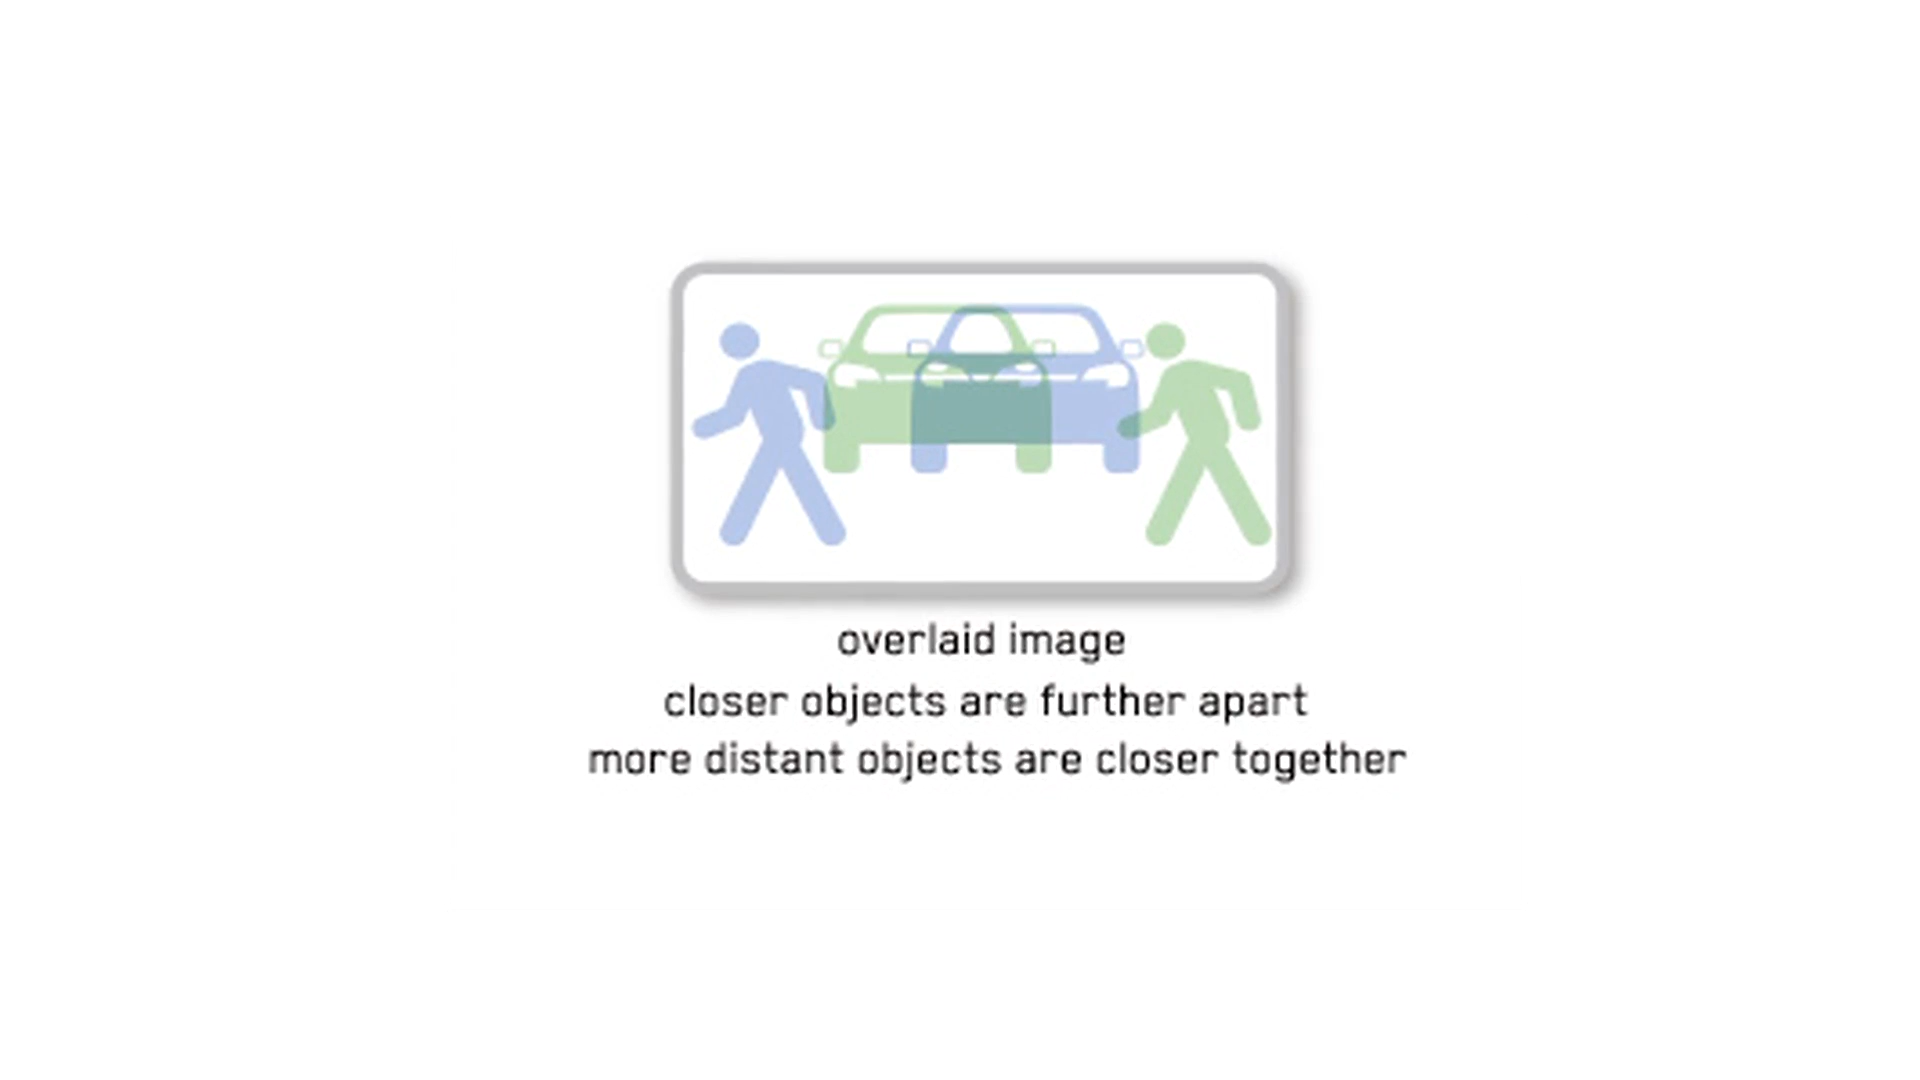 overlaid image
closer objects are further apart
more distant objects are closer together